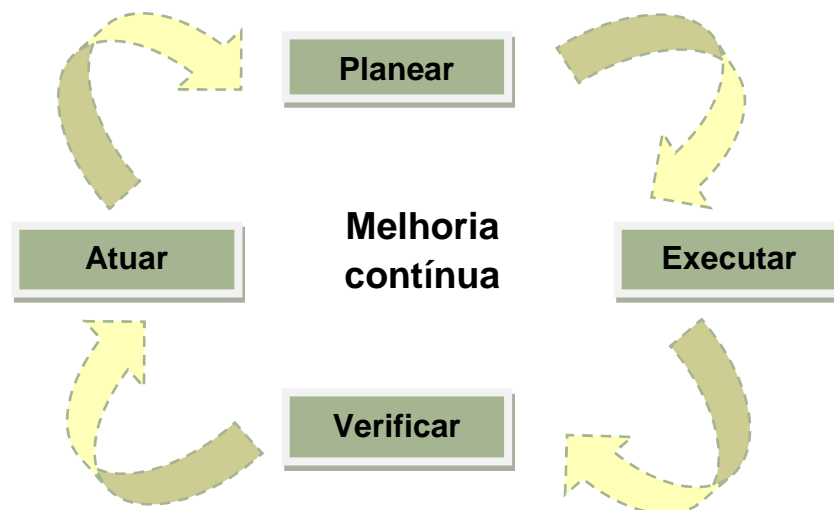 Planear
Melhoria
contínua
Atuar
Executar
Verificar